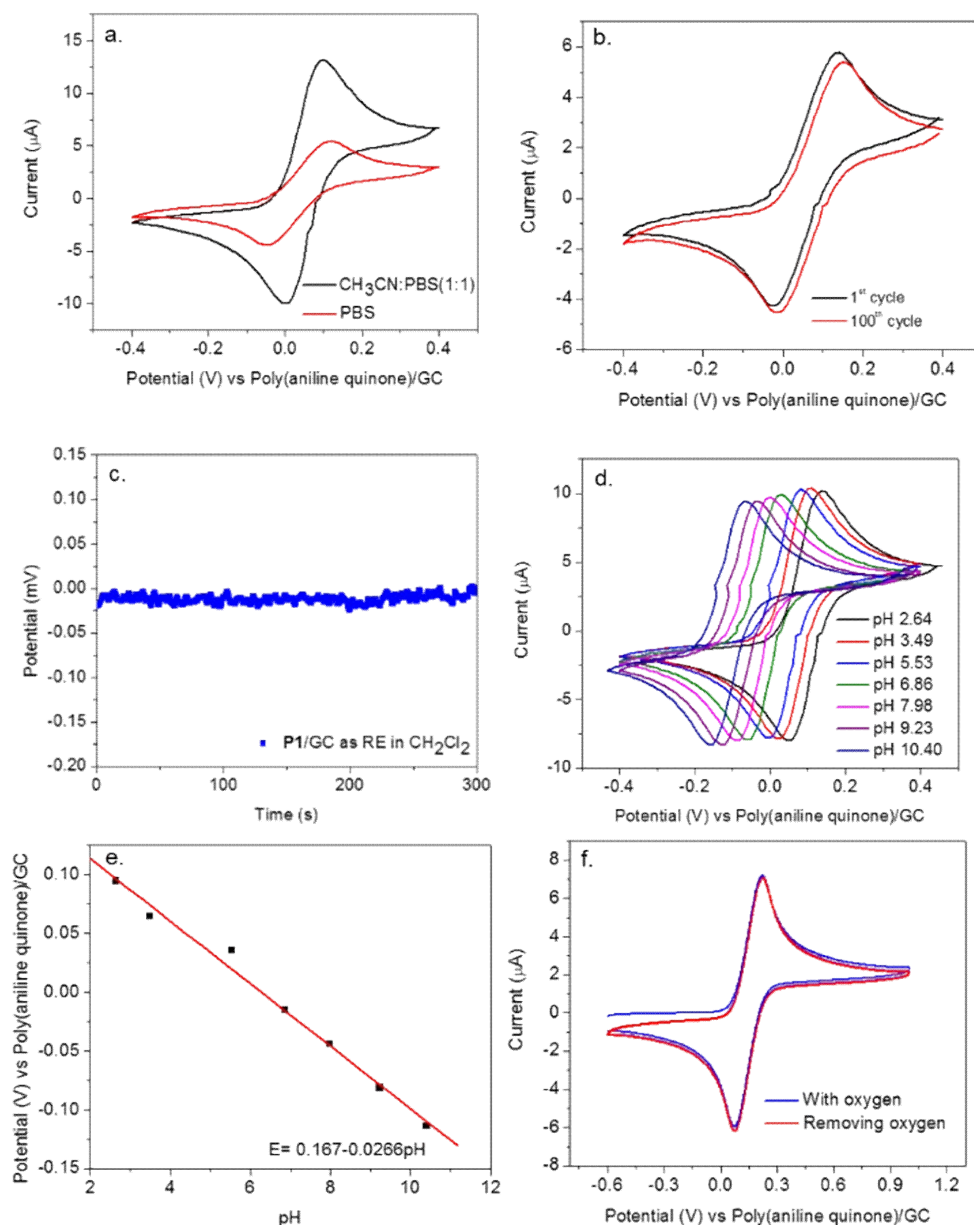 a.
15
10
5
0
-5
-10
Current (µA)
CH3CN:PBS(1:1)
PBS
-0.4 -0.2 0.0 0.2 0.4
Potential (V) vs Poly(aniline quinone)/GC
b.
8
6
4
2
0
-2
-4
-6
Current (µA)
1st cycle
100th cycle
-0.4 -0.2 0.0 0.2 0.4
Potential (V) vs Poly(aniline quinone)/GC
c.
0.15
0.10
0.05
0.00
-0.05
-0.10
-0.15
-0.20
Potential (mV)
P1/GC as RE in CH2Cl2
0 100 200 300
Time (s)
d.
10
5
0
-5
-10
Current (µA)
pH 2.64
pH 3.49
pH 5.53
pH 6.86
pH 7.98
pH 9.23
pH 10.40
-0.4 -0.2 0.0 0.2 0.4 0.6
Potential (V) vs Poly(aniline quinone)/GC
e.
0.10
0.05
0.00
-0.05
-0.10
-0.15
Potential (V) vs Poly(aniline quinone)/GC
E= 0.167-0.0266pH
2 4 6 8 10 12
pH
f.
8
6
4
2
0
-2
-4
-6
-8
Current (µA)
With oxygen
Removing oxygen
-0.6 -0.3 0.0 0.3 0.6 0.9 1.2
Potential (V) vs Poly(aniline quinone)/GC